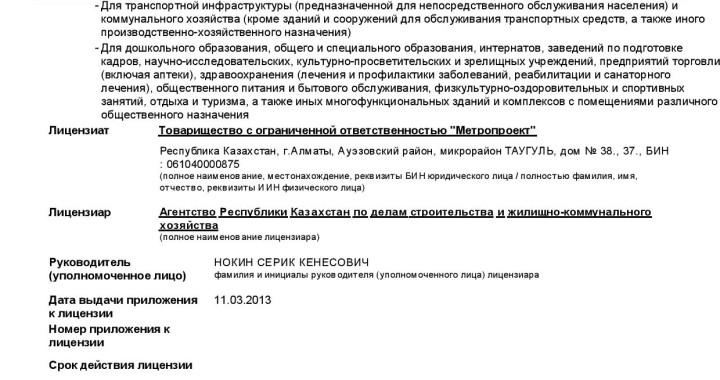 - Для транспортной инфраструктуры (предназначенной для непосредственного обслуживания населения) и
коммунального хозяйства (кроме зданий и сооружений для обслуживания транспортных средств, а также иного
производственно-хозяйственного назначения)
- Для дошкольного образования, общего и специального образования, интернатов, заведений по подготовке
кадров, научно-исследовательских, культурно-просветительских и зрелищных учреждений, предприятий торговли
(включая аптеки), здравоохранения (лечения и профилактики заболеваний, реабилитации и санаторного
лечения), общественного питания и бытового обслуживания, физкультурно-оздоровительных и спортивных
занятий, отдыха и туризма, а также иных многофункциональных зданий и комплексов с помещениями различного
общественного назначения
Лицензиат Товарищество с ограниченной ответственностью "Метропроект"
Республика Казахстан, г.Алматы, Ауэзовский район, микрорайон ТАУГУЛЬ, дом № 38., 37., БИН
: 061040000875
(полное наименование, местонахождение, реквизиты БИН юридического лица / полностью фамилия, имя,
отчество, реквизиты И ИН физического лица)
Лицензиар Агентство Республики Казахстан по делам строительства и жилищно-коммунального
хозяйства
(полное наименование лицензиара)
Руководитель НОКИН СЕРИК КЕНЕСОВИЧ
(уполномоченное лицо) фамилия и инициалы руководителя (уполномоченного лица) лицензиара
Дата выдачи приложения 11.03.2013
к лицензии
Номер приложения к
лицензии
Срок действия лицензии